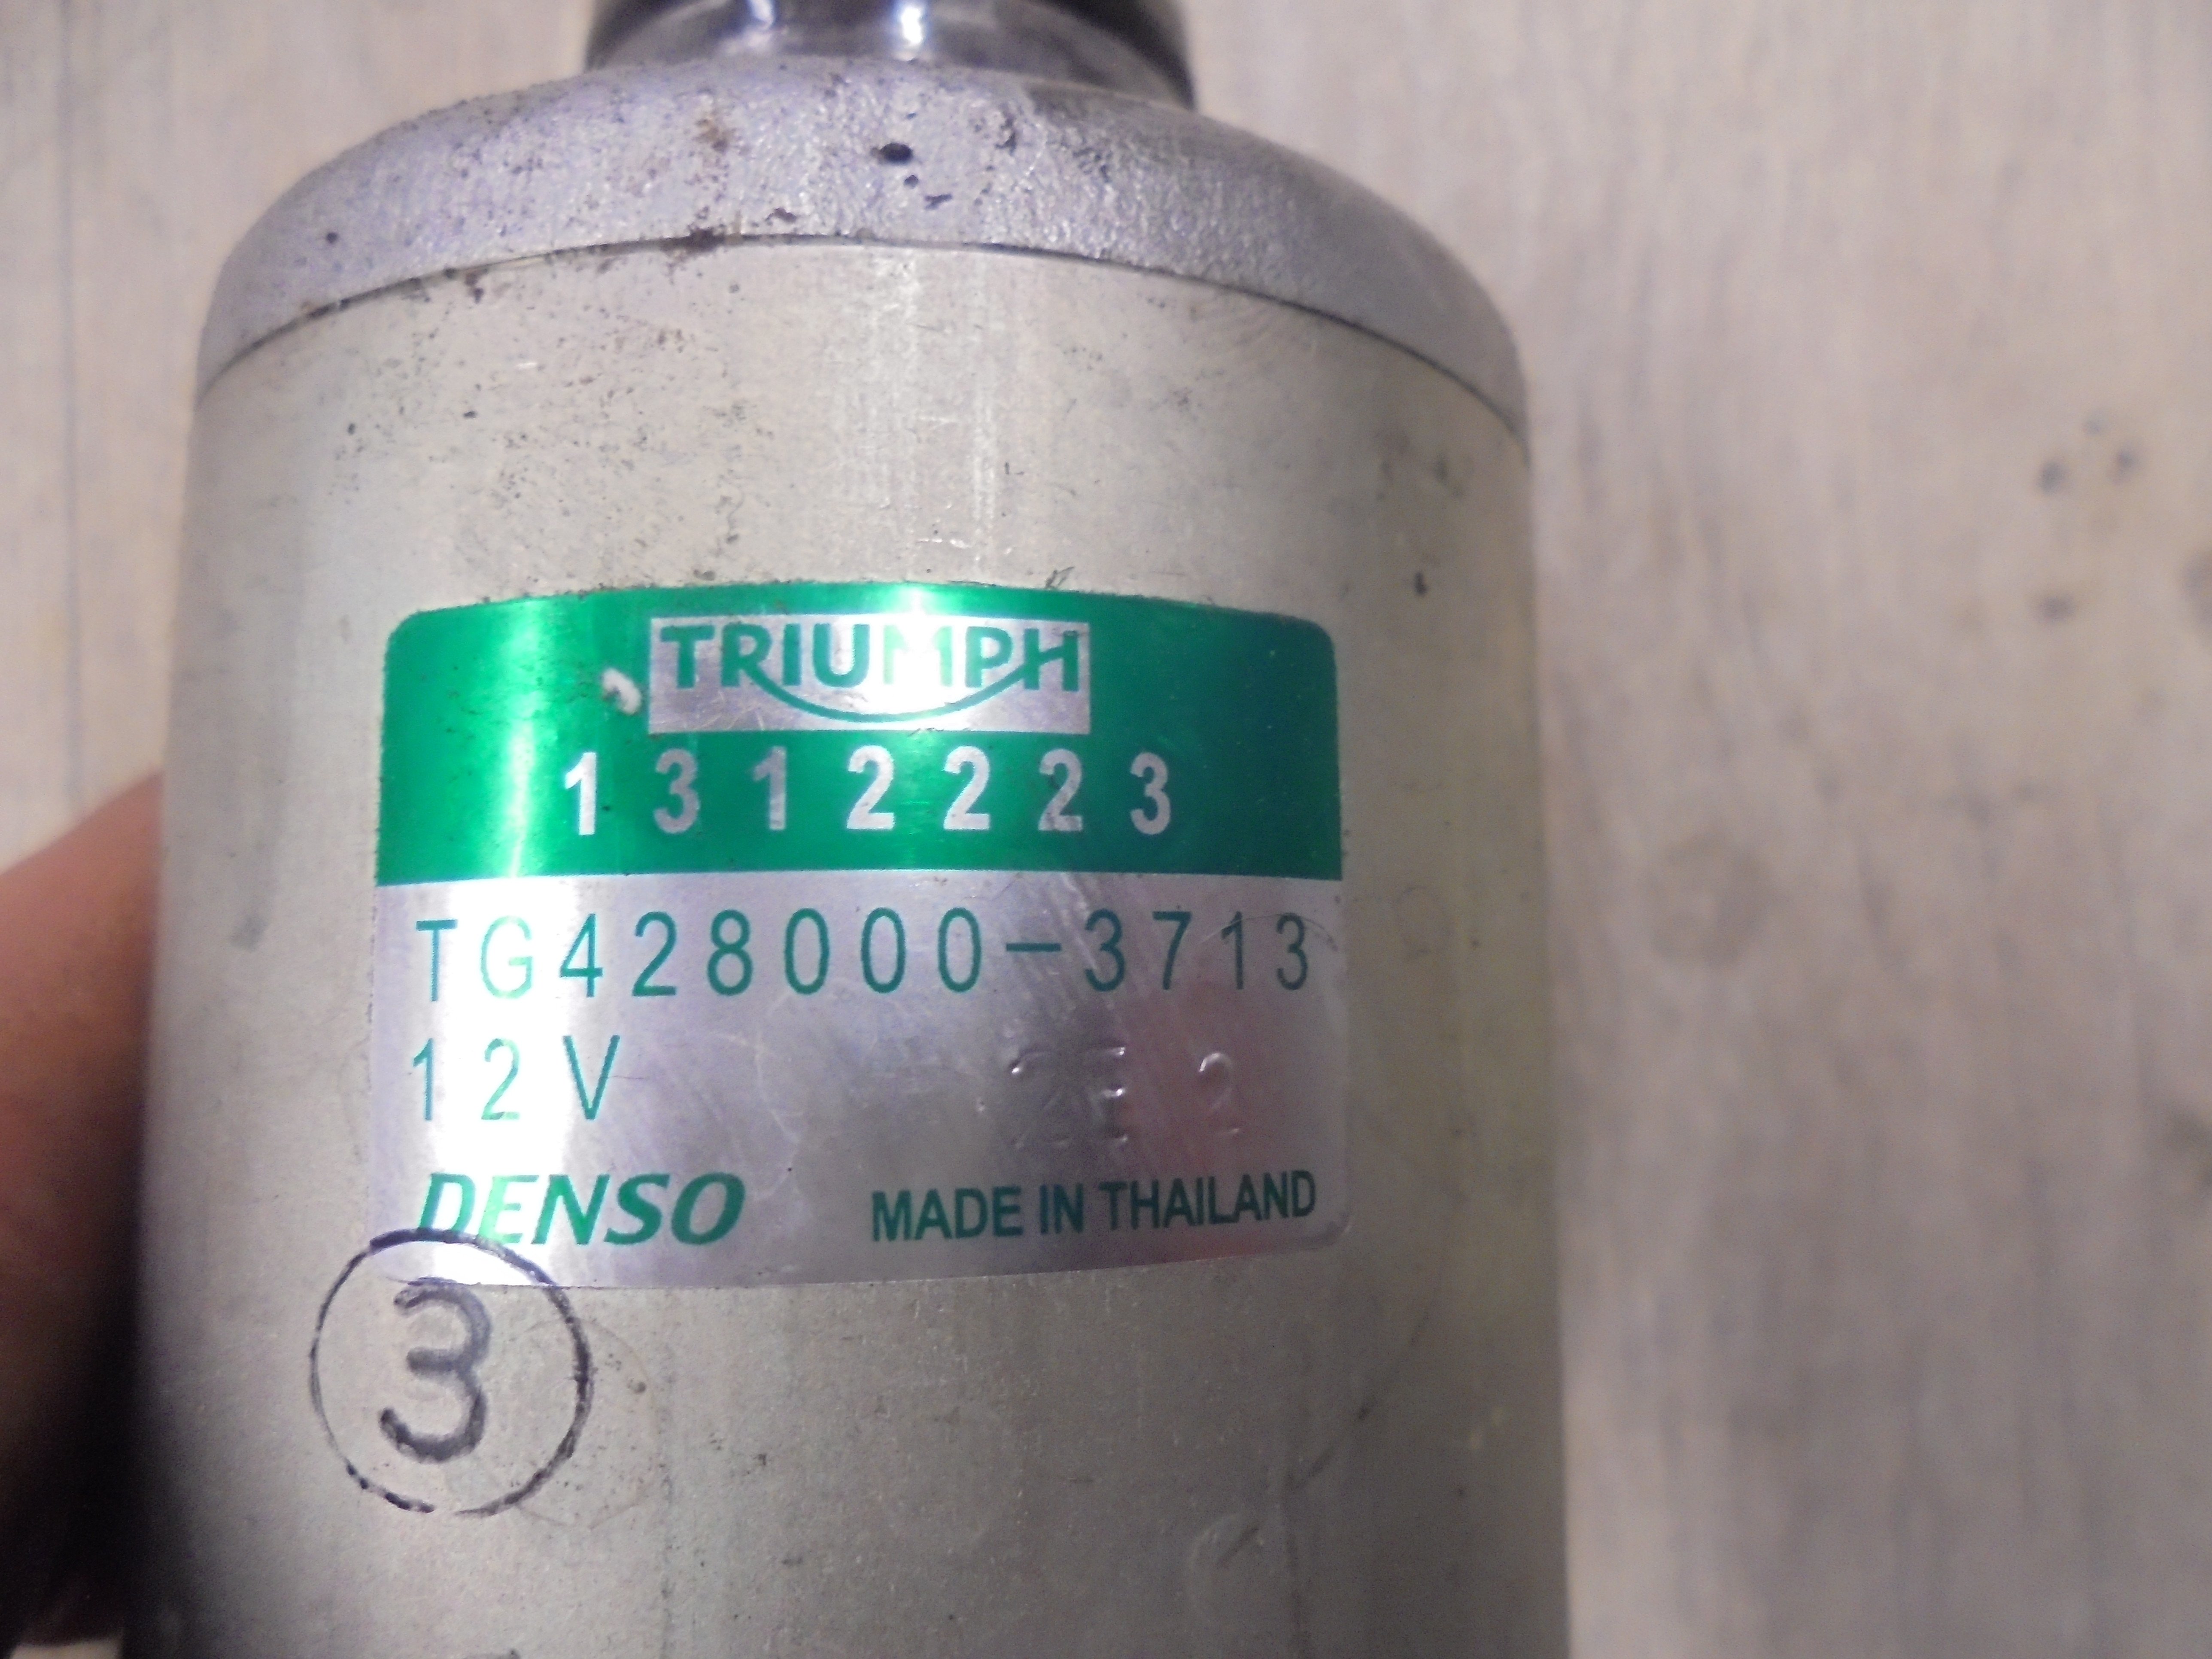 TRIUMPH
1312223
TG428000-3713
12V
DENSO MADE IN THAILAND
3